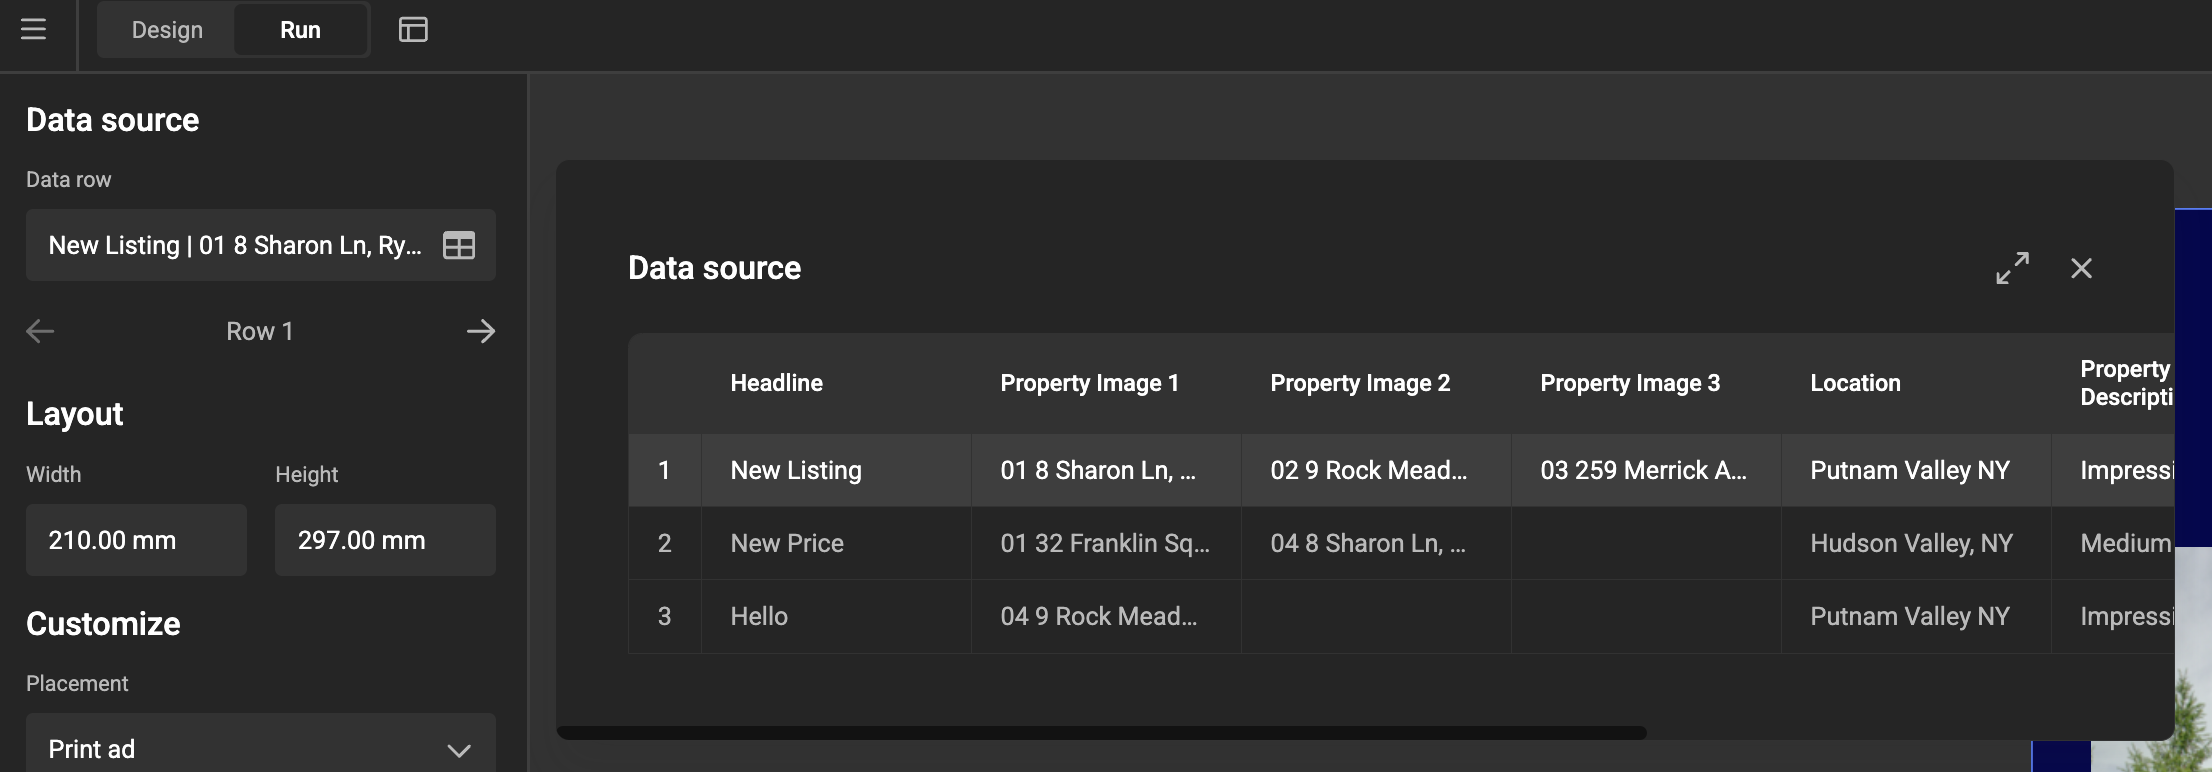 Design
Run
Data source
Data row
New Listing | 01 8 Sharon Ln, Ry...
Row 1
Layout
Width
Height
210.00 mm
297.00 mm
Customize
Placement
Print ad
Data source
Headline
Property Image 1
Property Image 2
Property Image 3
Location
Property
Descripti
1
New Listing
01 8 Sharon Ln, ...
02 9 Rock Mead...
03 259 Merrick A...
Putnam Valley NY
Impressi
2
New Price
01 32 Franklin Sq...
04 8 Sharon Ln, ...
Hudson Valley, NY
Medium
3
Hello
04 9 Rock Mead...
Putnam Valley NY
Impressi